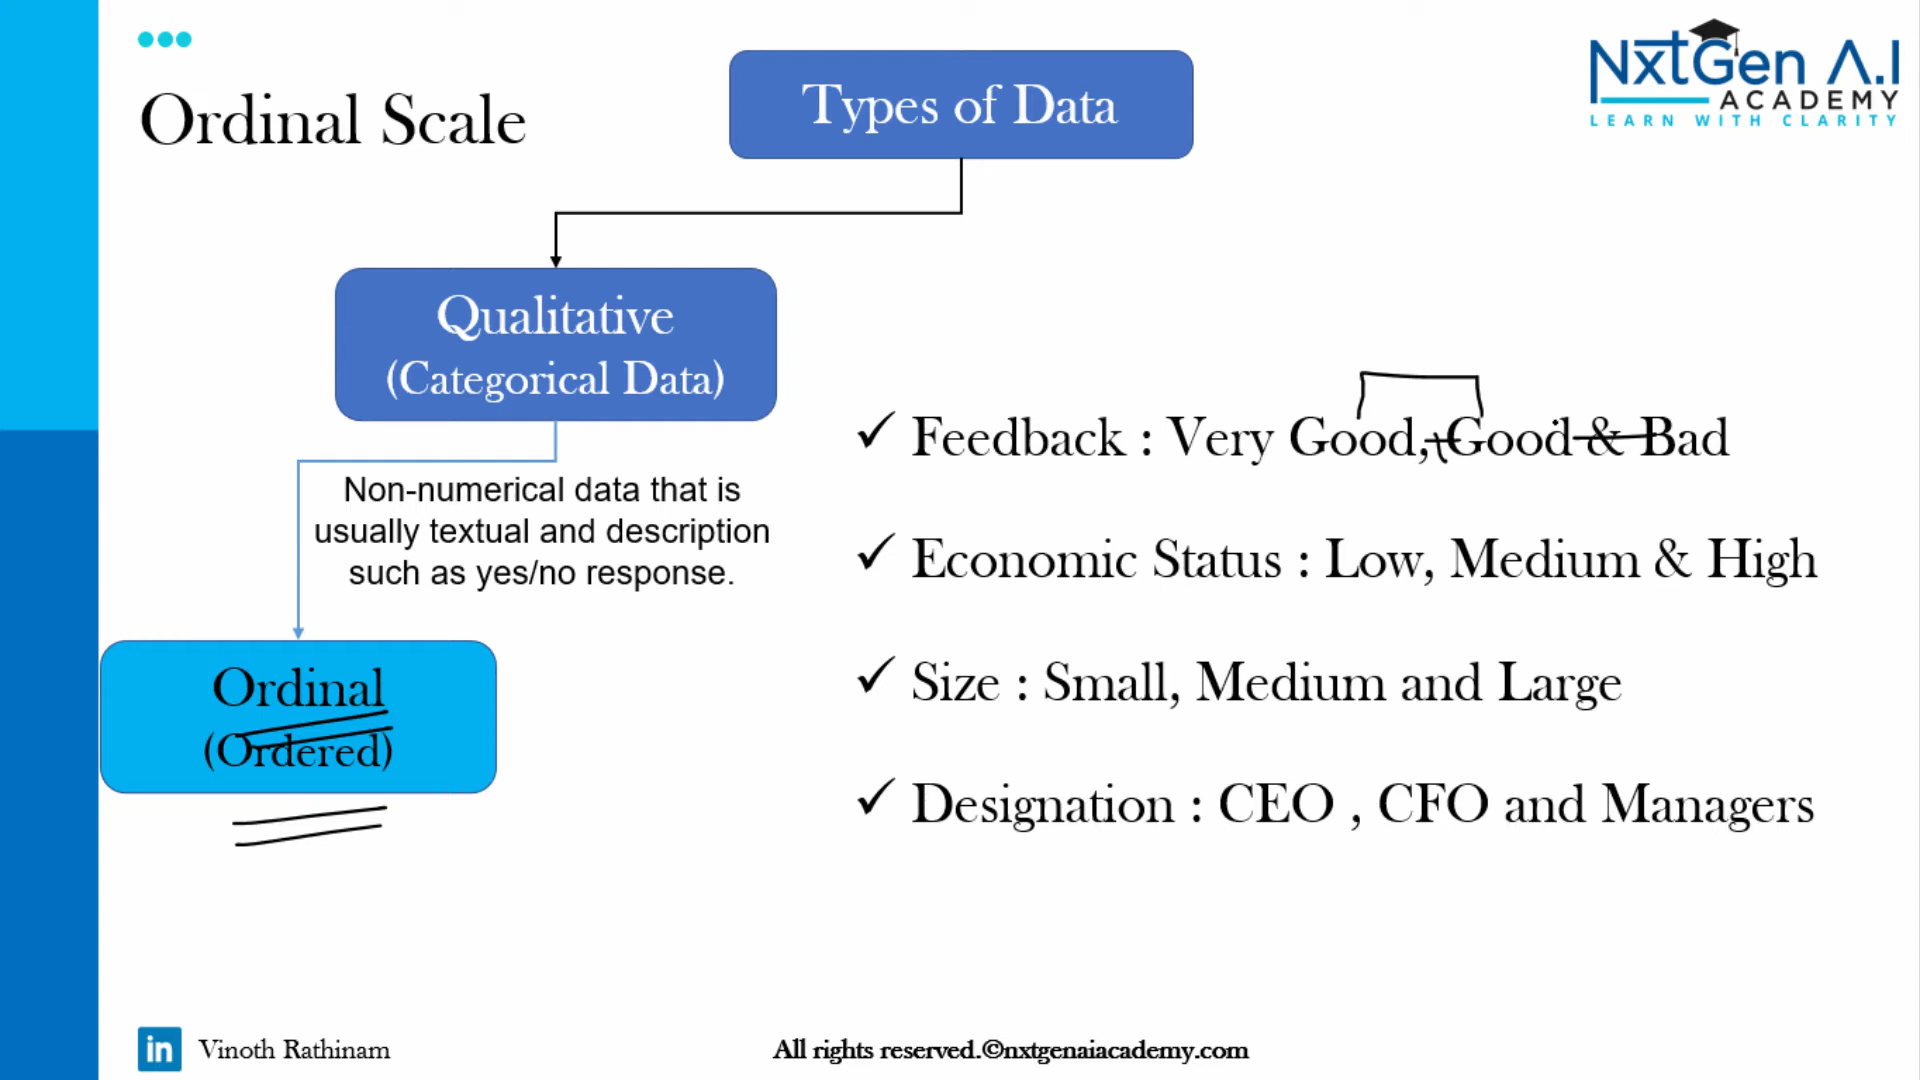 Ordinal Scale
Types of Data
NxtGen A.I
ACADEMY
LEARN WITH CLARITY
Qualitative
(Categorical Data)
Non-numerical data that is
usually textual and description
such as yes/no response.
Ordinal
(Ordered)
✓ Feedback : Very Good, Good & Bad
✓ Economic Status : Low, Medium & High
✓ Size : Small, Medium and Large
✓ Designation : CEO , CFO and Managers
in Vinoth Rathinam
All rights reserved.©nxtgenaiacademy.com